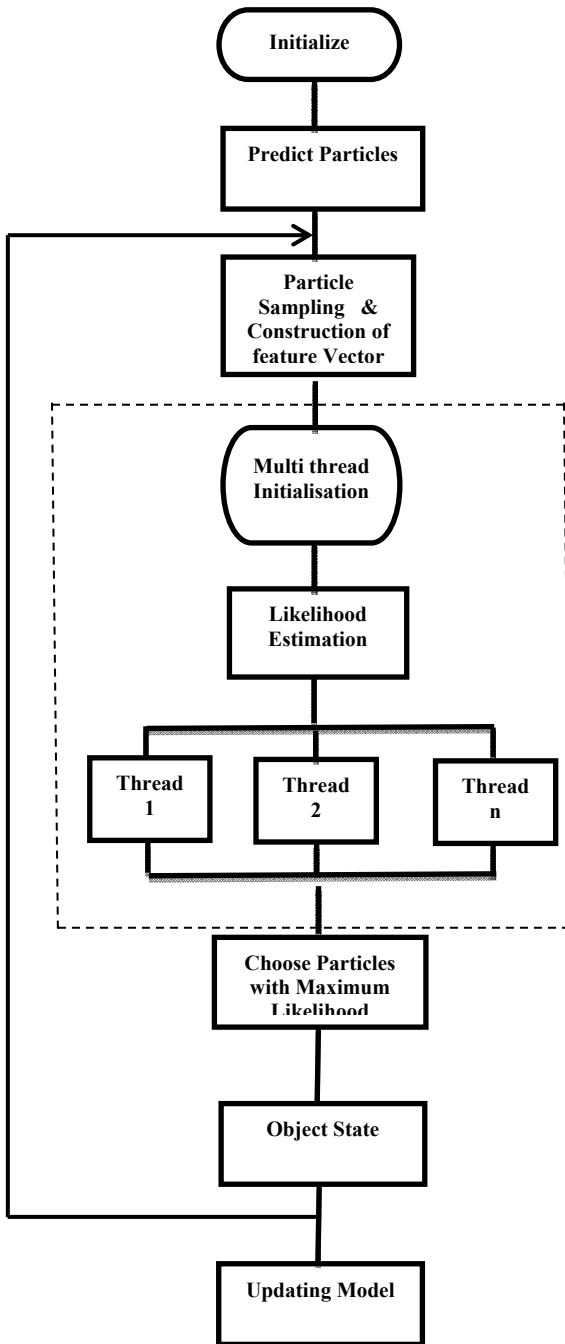 Initialize
Predict Particles
Particle
Sampling &
Construction of
feature Vector
Multi thread
Initialisation
Likelihood
Estimation
Thread
1
Thread
2
Thread
n
Choose Particles
with Maximum
Likelihood
Object State
Updating Model